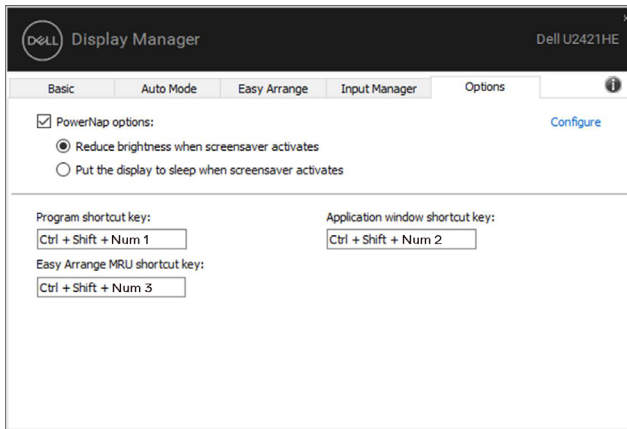 DELL Display Manager
Dell U2421HE
Basic
Auto Mode
Easy Arrange
Input Manager
Options
PowerNap options:
Configure
Reduce brightness when screensaver activates
Put the display to sleep when screensaver activates
Program shortcut key:
Application window shortcut key:
Ctrl + Shift + Num 1
Ctrl + Shift + Num 2
Easy Arrange MRU shortcut key:
Ctrl + Shift + Num 3